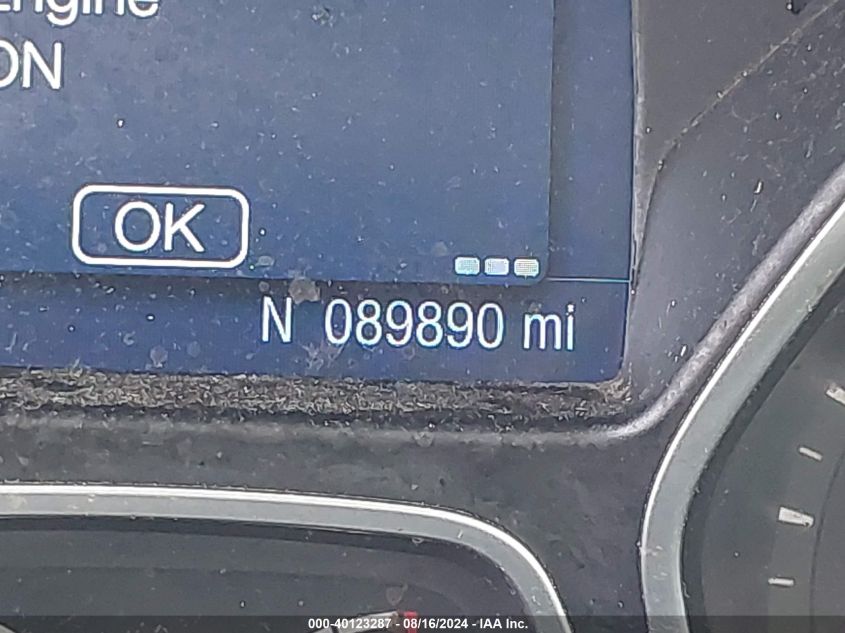 Engine
ON
OK
N 089890 mi
000-40123287 - 08/16/2024 - IAA Inc.